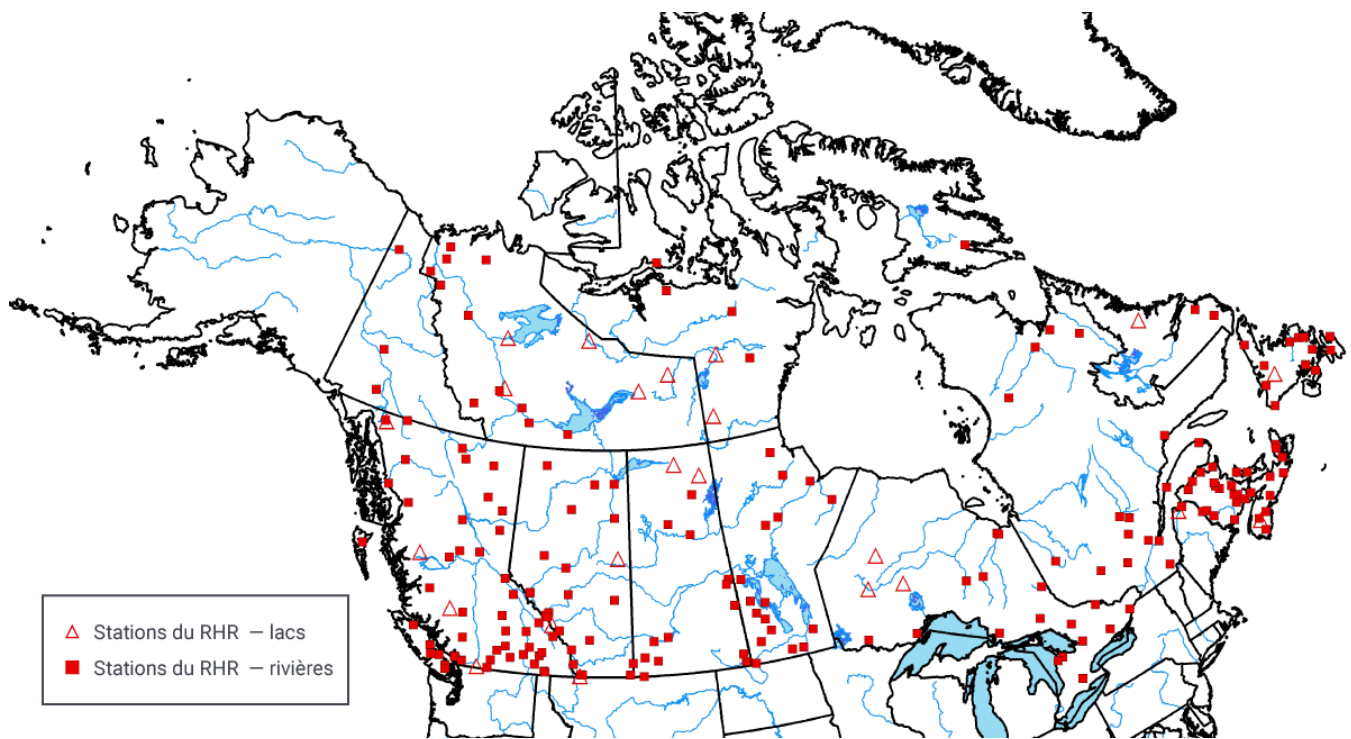 Stations du RHR – lacs
Stations du RHR – rivières